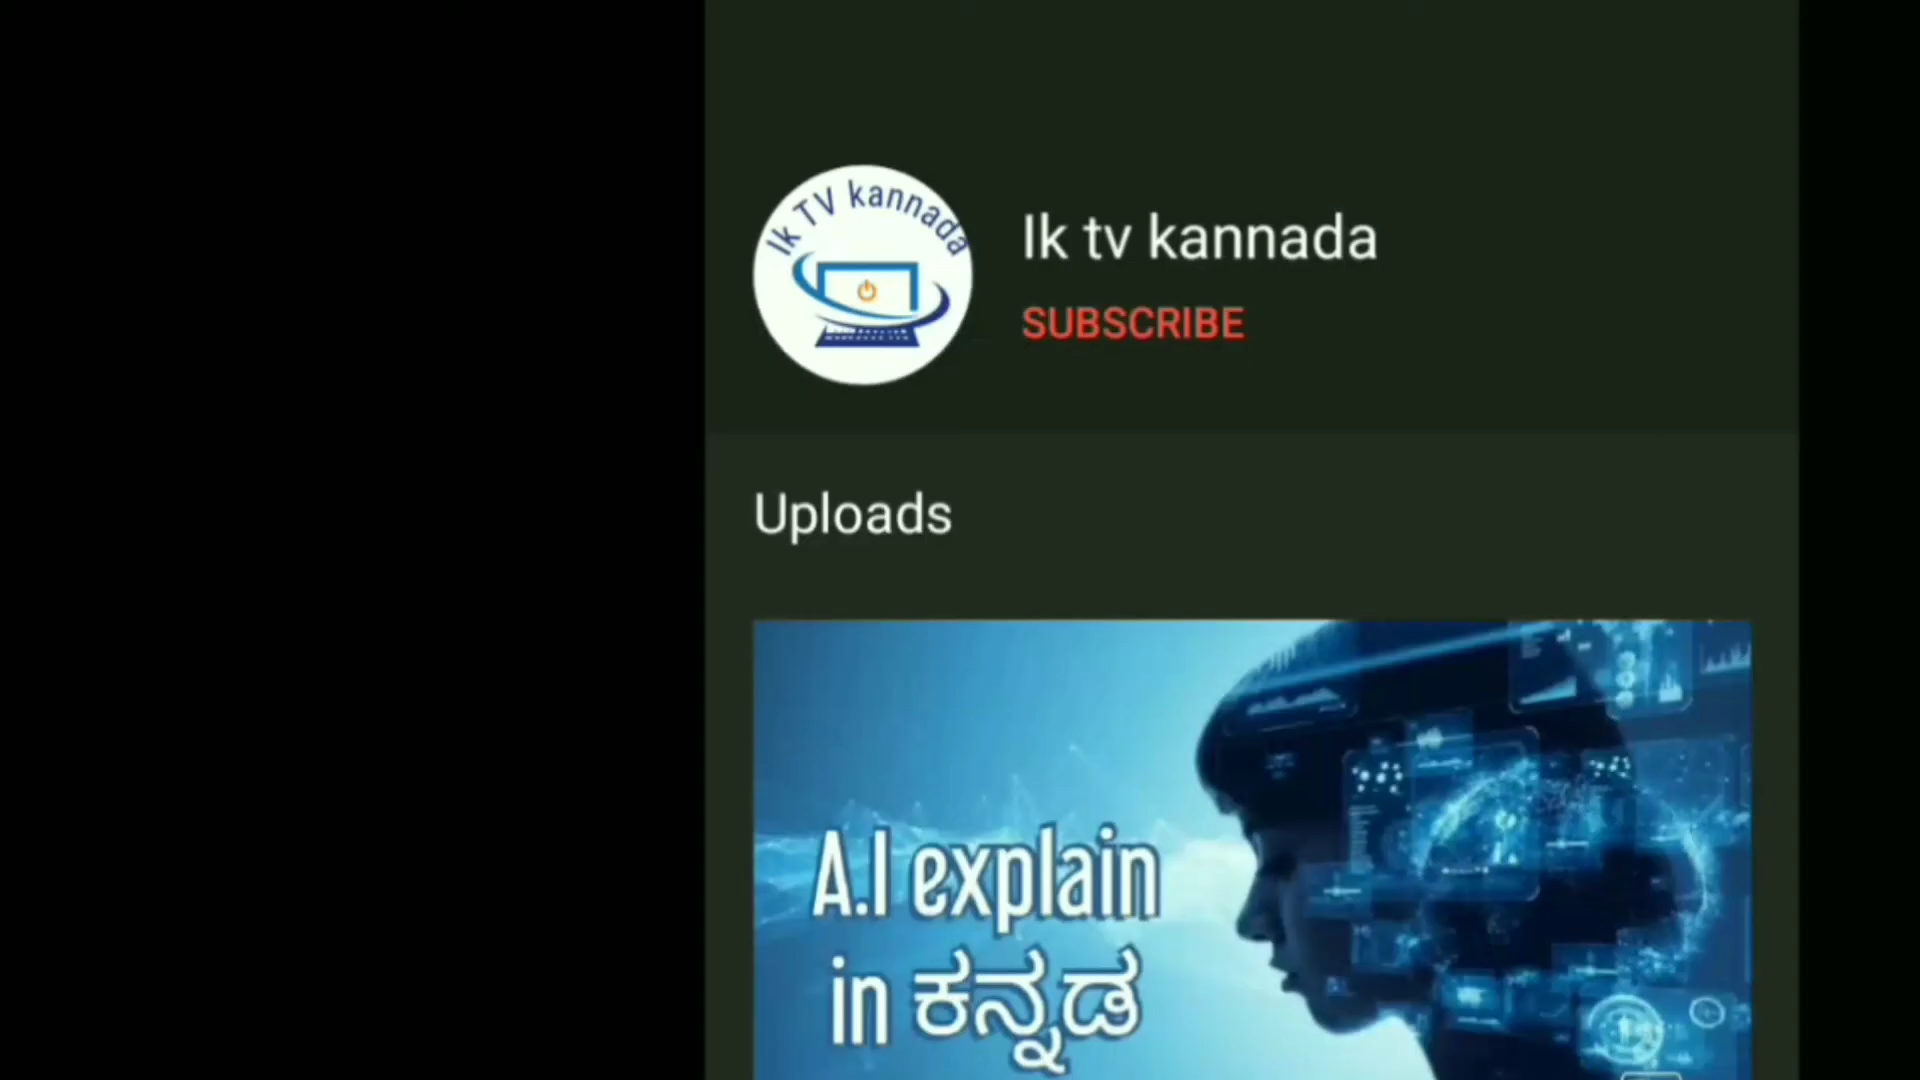 Ik TV kannada
Ik tv kannada
SUBSCRIBE
Uploads
A.I explain
in ಕನ್ನಡ